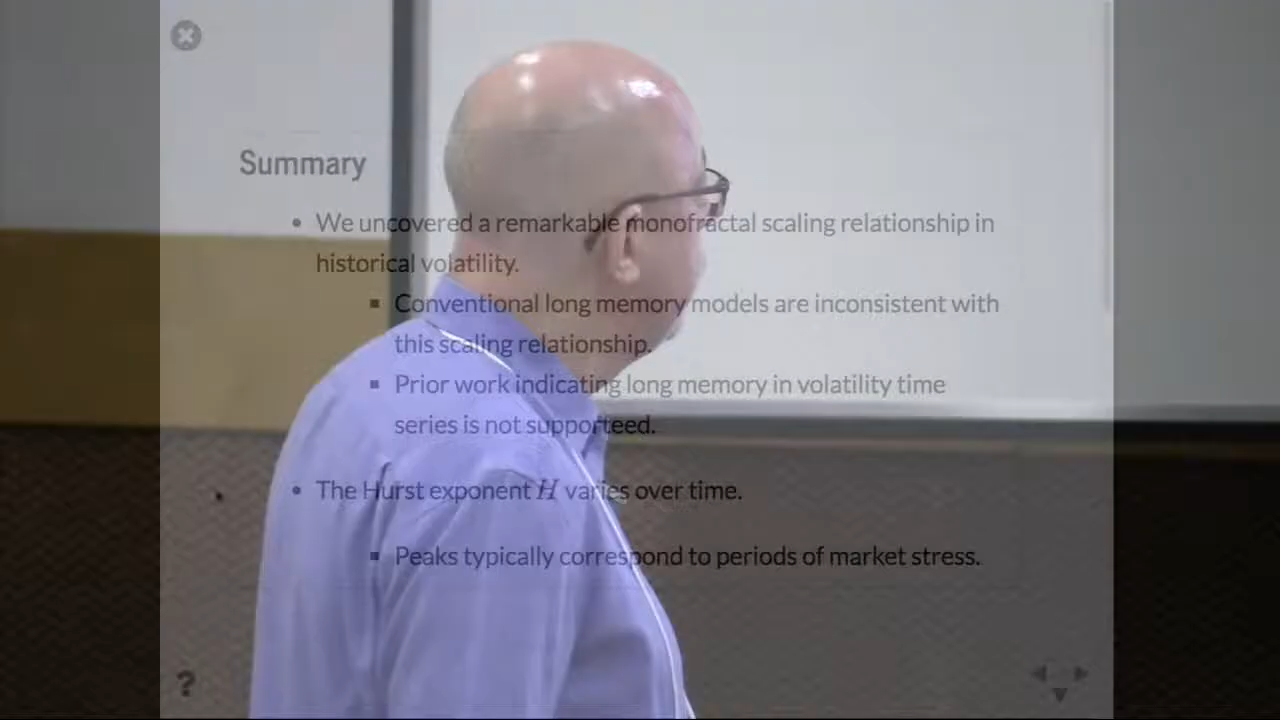 Summary
• We uncovered a remarkable monofractal scaling relationship in
historical volatility.
▪ Conventional long memory models are inconsistent with
this scaling relationship.
▪ Prior work indicating long memory in volatility time
series is not supporteed.
• The Hurst exponent H varies over time.
▪ Peaks typically correspond to periods of market stress.
?